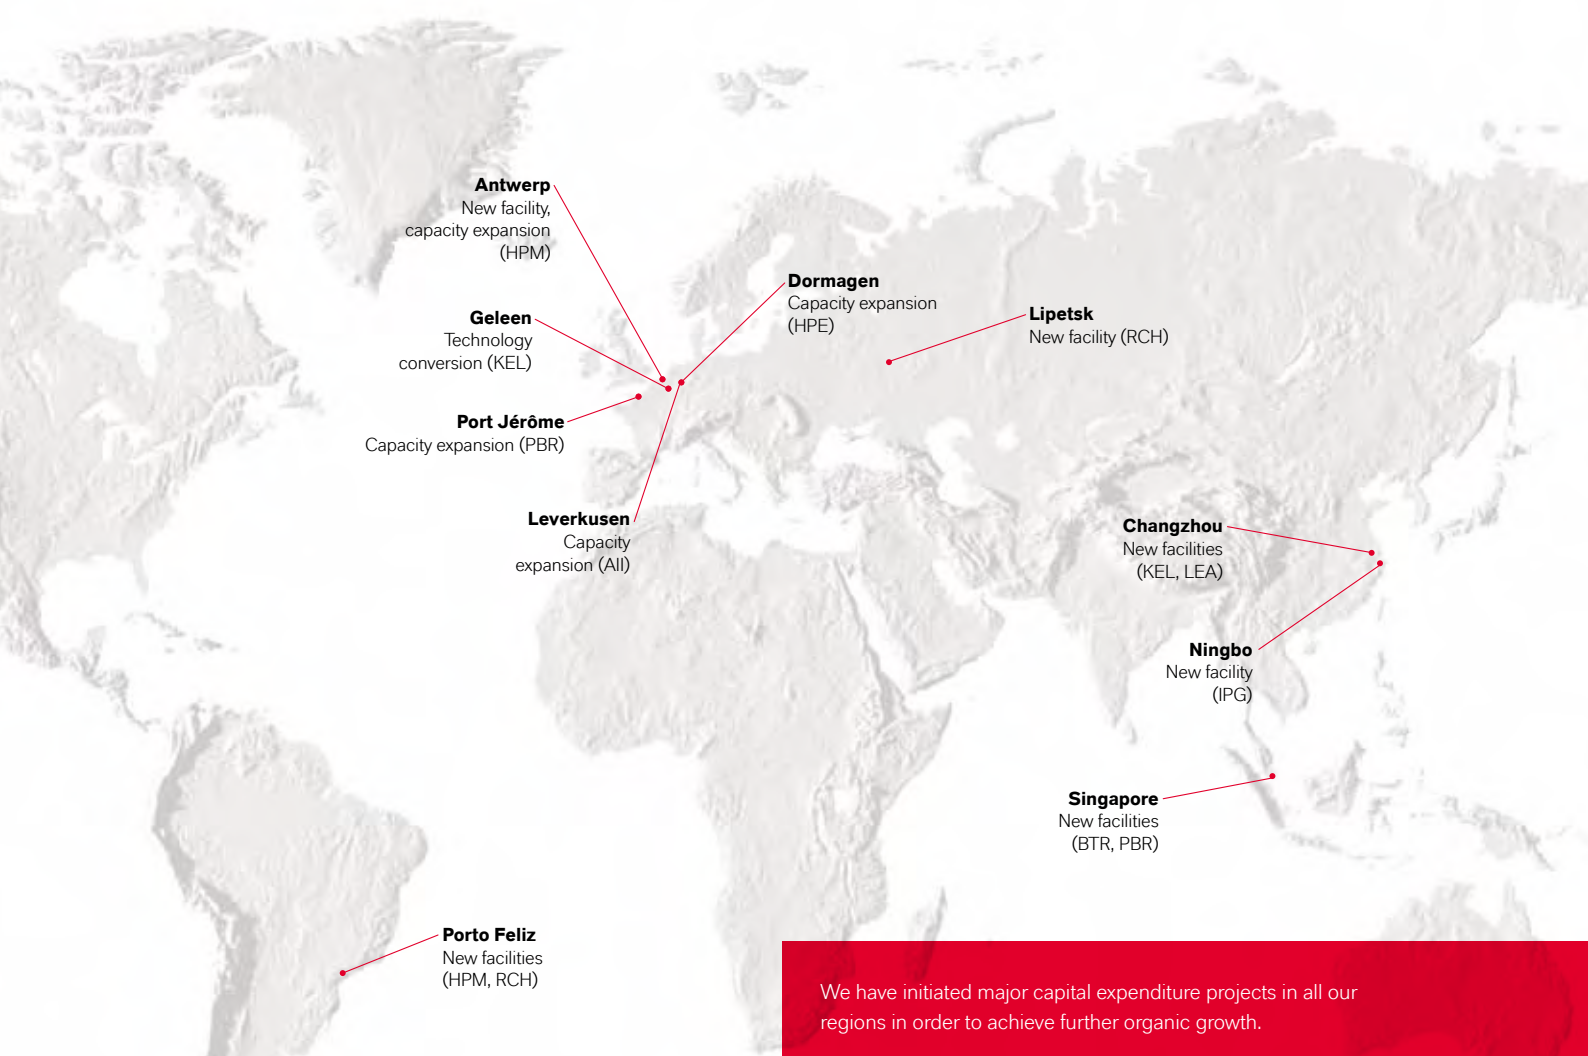 Antwerp
New facility,
capacity expansion
(HPM)
Dormagen
Capacity expansion
(HPE)
Geleen
Technology
conversion (KEL)
Lipetsk
New facility (RCH)
Port Jérôme
Capacity expansion (PBR)
Leverkusen
Capacity
expansion (AII)
Changzhou
New facilities
(KEL, LEA)
Ningbo
New facility
(IPG)
Singapore
New facilities
(BTR, PBR)
Porto Feliz
New facilities
(HPM, RCH)
We have initiated major capital expenditure projects in all our
regions in order to achieve further organic growth.